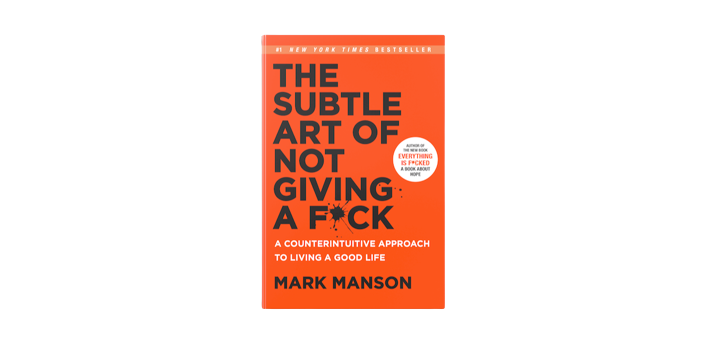 #1 NEW YORK TIMES BESTSELLER
THE
SUBTLE
ART OF
NOT
GIVING
A F*CK
AUTHOR OF
THE NEW BOOK
EVERYTHING
IS F*CKED
A BOOK ABOUT
HOPE
A COUNTERINTUITIVE APPROACH
TO LIVING A GOOD LIFE
MARK MANSON